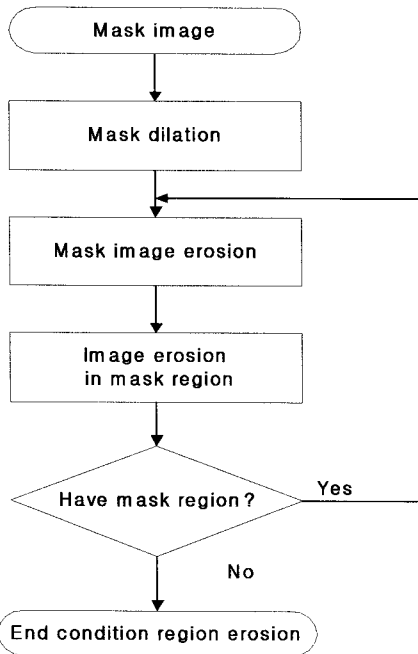 Mask image
Mask dilation
Mask image erosion
Image erosion
in mask region
Have mask region?
Yes
No
End condition region erosion